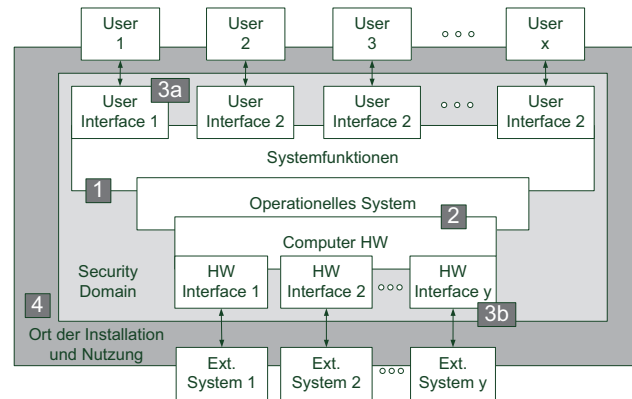 User
1
User
2
User
3
User
x
3a
User
Interface 1
User
Interface 2
User
Interface 2
User
Interface 2
Systemfunktionen
1
Operationelles System
2
Computer HW
Security
Domain
HW
Interface 1
HW
Interface 2
HW
Interface y
3b
4
Ort der Installation
und Nutzung
Ext.
System 1
Ext.
System 2
Ext.
System y